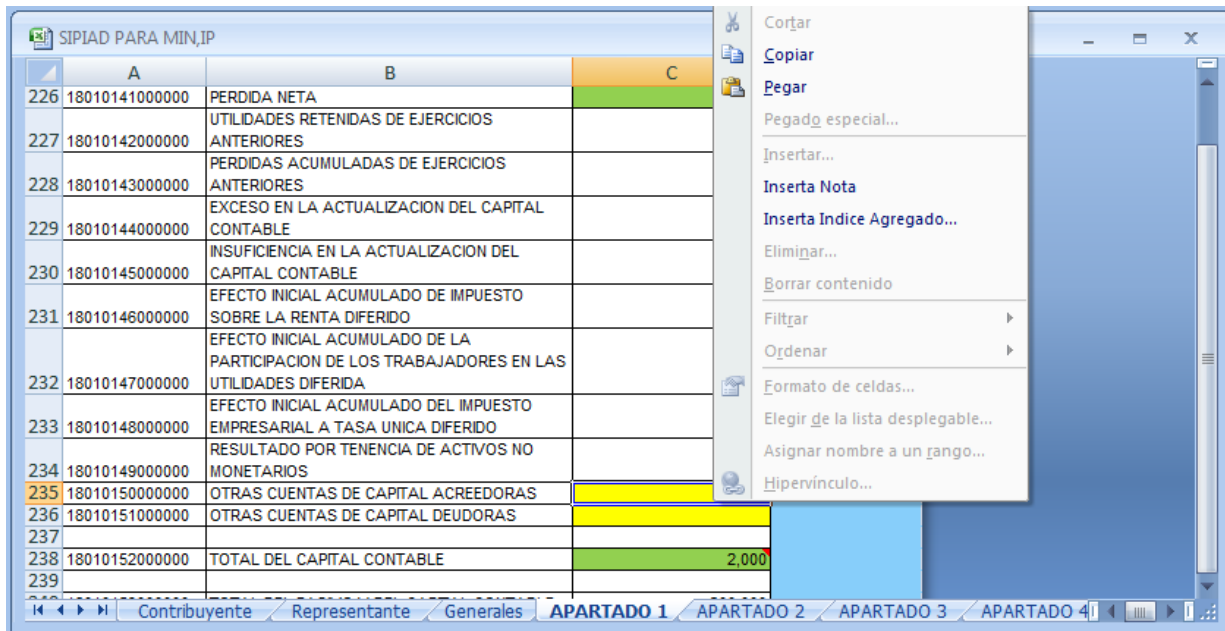 SIPIAD PARA MIN,IP
A B C
226 18010141000000 PERDIDA NETA
UTILIDADES RETENIDAS DE EJERCICIOS
227 18010142000000 ANTERIORES
PERDIDAS ACUMULADAS DE EJERCICIOS
228 18010143000000 ANTERIORES
EXCESO EN LA ACTUALIZACION DEL CAPITAL
229 18010144000000 CONTABLE
INSUFICIENCIA EN LA ACTUALIZACION DEL
230 18010145000000 CAPITAL CONTABLE
EFECTO INICIAL ACUMULADO DE IMPUESTO
231 18010146000000 SOBRE LA RENTA DIFERIDO
EFECTO INICIAL ACUMULADO DE LA
PARTICIPACION DE LOS TRABAJADORES EN LAS
232 18010147000000 UTILIDADES DIFERIDA
EFECTO INICIAL ACUMULADO DEL IMPUESTO
233 18010148000000 EMPRESARIAL A TASA UNICA DIFERIDO
RESULTADO POR TENENCIA DE ACTIVOS NO
234 18010149000000 MONETARIOS
235 18010150000000 OTRAS CUENTAS DE CAPITAL ACREEDORAS
236 18010151000000 OTRAS CUENTAS DE CAPITAL DEUDORAS
237
238 18010152000000 TOTAL DEL CAPITAL CONTABLE 2,000
239
Contribuyente Representante Generales APARTADO 1 APARTADO 2 APARTADO 3 APARTADO 4
Cortar
Copiar
Pegar
Pegado especial...
Insertar...
Inserta Nota
Inserta Indice Agregado...
Eliminar...
Borrar contenido
Filtrar
Ordenar
Formato de celdas...
Elegir de la lista desplegable...
Asignar nombre a un rango...
Hipervínculo...